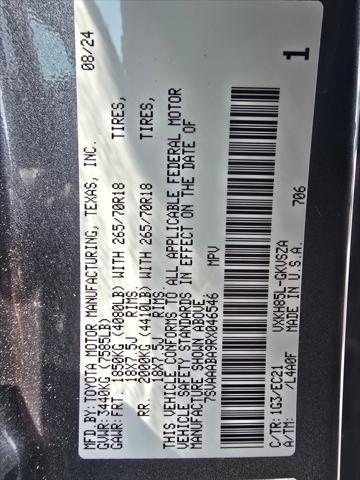 MFD. BY: TOYOTA MOTOR MANUFACTURING, TEXAS, INC. 08/24
GVWR: 3440KG (7585LB)
GAWR: FRT. 1850KG (4080LB) WITH 265/70R18 TIRES,
18X7.5J RIMS
RR. 2000KG (4410LB) WITH 265/70R18 TIRES,
18X7.5J RIMS
THIS VEHICLE CONFORMS TO ALL APPLICABLE FEDERAL MOTOR
VEHICLE SAFETY STANDARDS IN EFFECT ON THE DATE OF
MANUFACTURE SHOWN ABOVE.
7SVAAABA9RX046546 MPV
C/TR: 1G3/EC21 VXKH85L-GKVSZA
A/TM: /L4A0F MADE IN U.S.A. 1
706